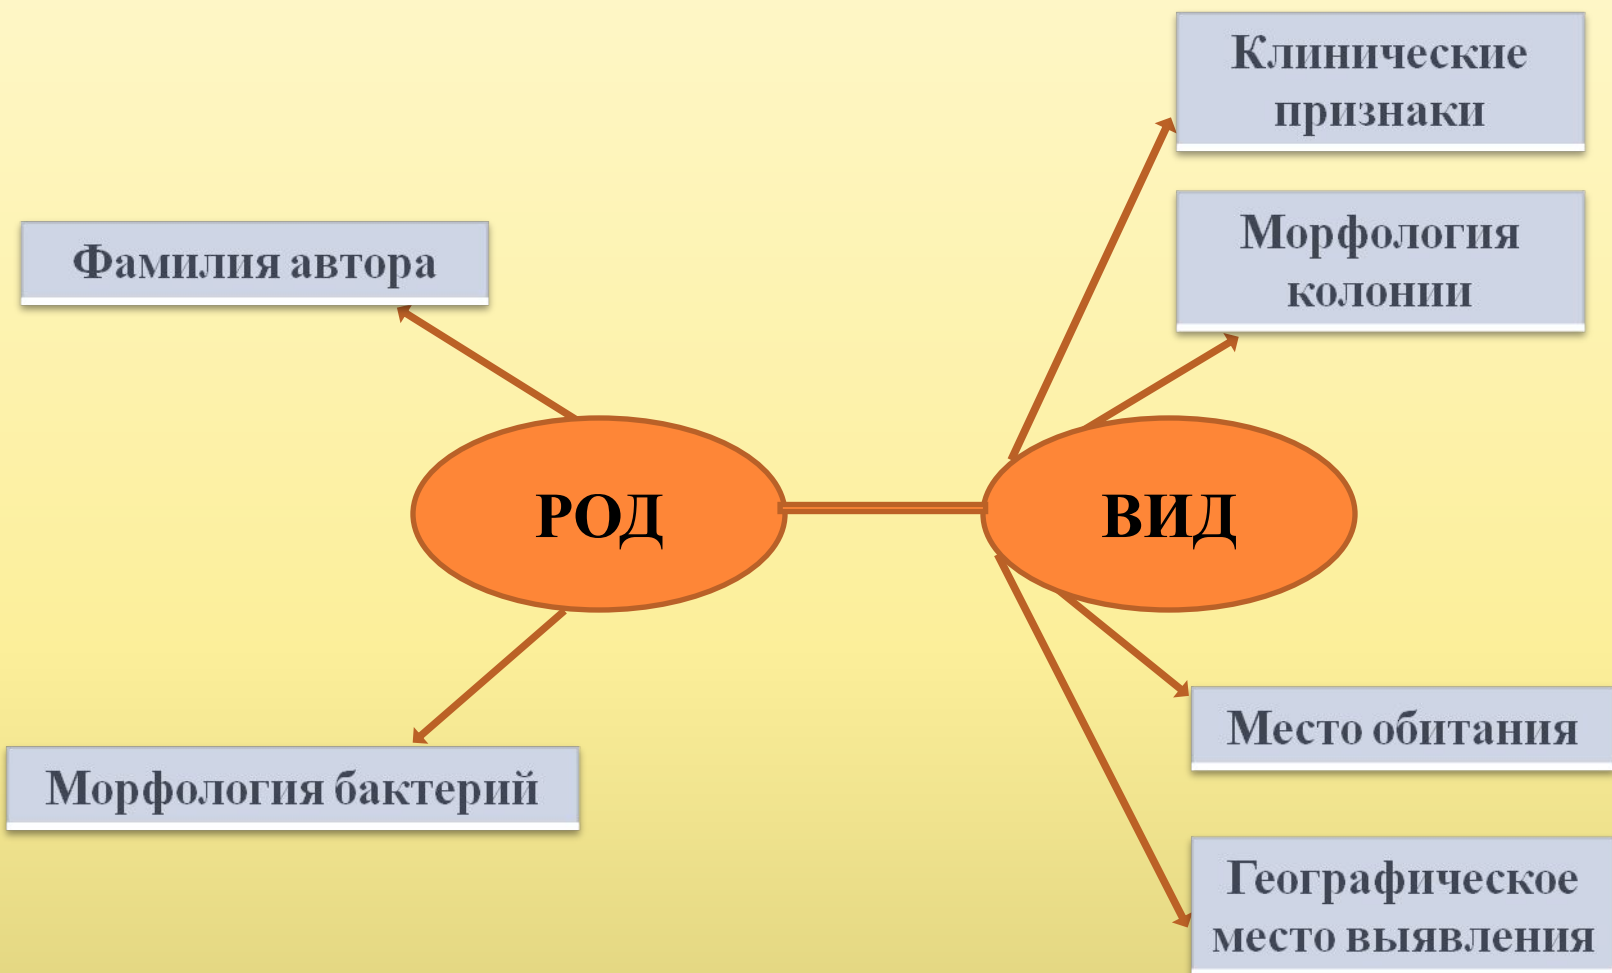 Клинические
признаки
Морфология
колонии
Фамилия автора
РОД
ВИД
Место обитания
Морфология бактерий
Географическое
место выявления